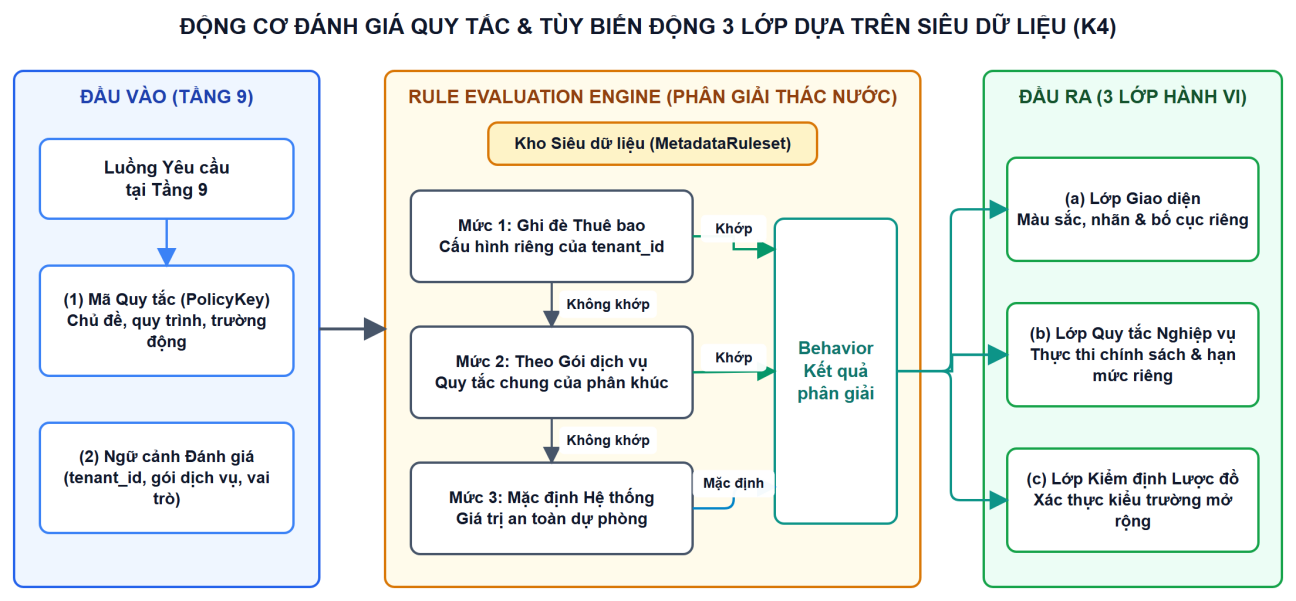 ĐỘNG CƠ ĐÁNH GIÁ QUY TẮC & TÙY BIẾN ĐỘNG 3 LỚP DỰA TRÊN SIÊU DỮ LIỆU (K4)
ĐẦU VÀO (TẦNG 9)
Luồng Yêu cầu
tại Tầng 9
(1) Mã Quy tắc (PolicyKey)
Chủ đề, quy trình, trường
động
(2) Ngữ cảnh Đánh giá
(tenant_id, gói dịch vụ, vai
trò)
RULE EVALUATION ENGINE (PHÂN GIẢI THÁC NƯỚC)
Kho Siêu dữ liệu (MetadataRuleset)
Mức 1: Ghi đè Thuê bao
Cấu hình riêng của tenant_id
Khớp
Không khớp
Mức 2: Theo Gói dịch vụ
Quy tắc chung của phân khúc
Khớp
Không khớp
Mức 3: Mặc định Hệ thống
Giá trị an toàn dự phòng
Mặc định
Behavior
Kết quả
phân giải
ĐẦU RA (3 LỚP HÀNH VI)
(a) Lớp Giao diện
Màu sắc, nhãn & bố cục riêng
(b) Lớp Quy tắc Nghiệp vụ
Thực thi chính sách & hạn
mức riêng
(c) Lớp Kiểm định Lược đồ
Xác thực kiểu trường mở
rộng